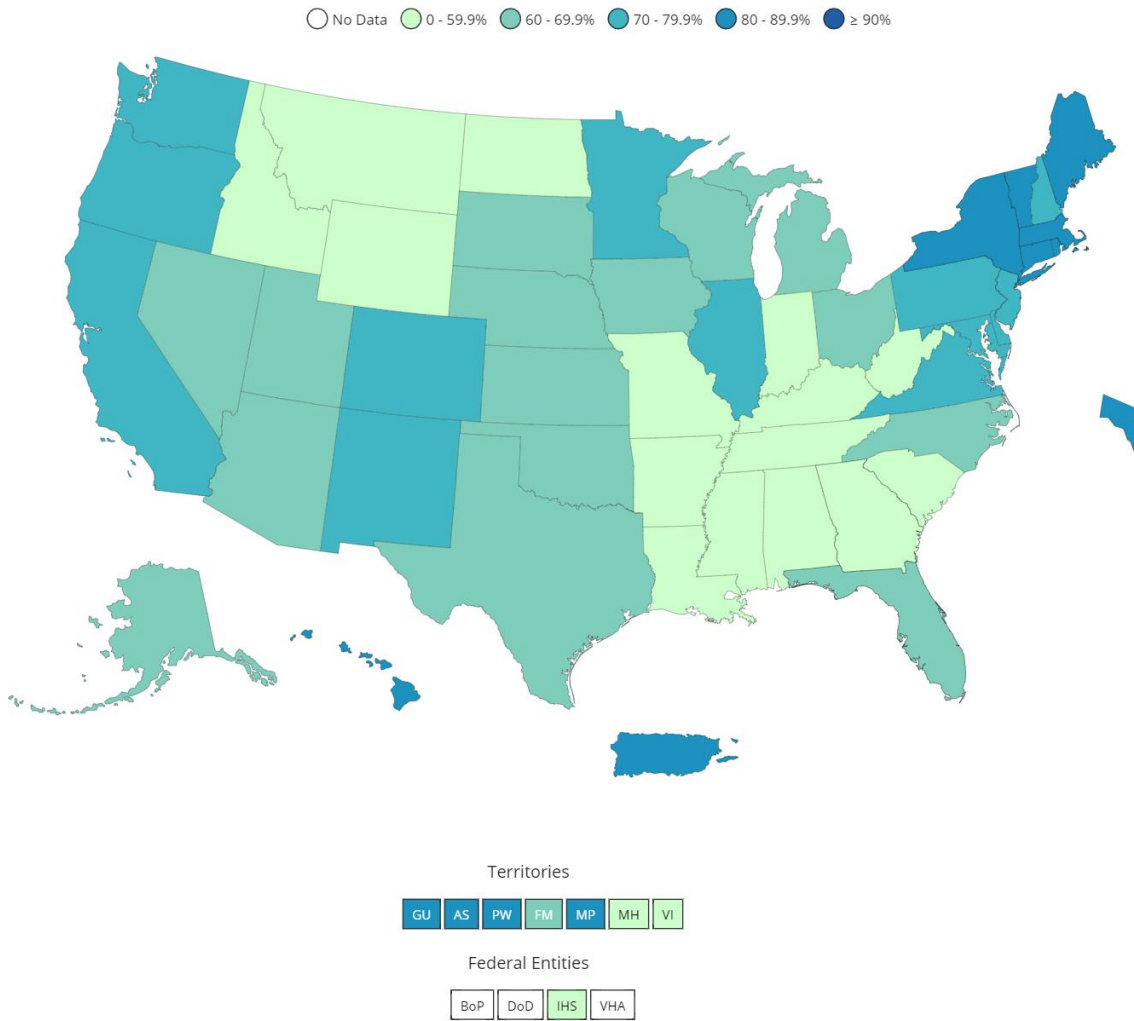 No Data 0 - 59.9% 60 - 69.9% 70 - 79.9% 80 - 89.9% ≥ 90%
Territories
GU AS PW FM MP MH VI
Federal Entities
BoP DoD IHS VHA